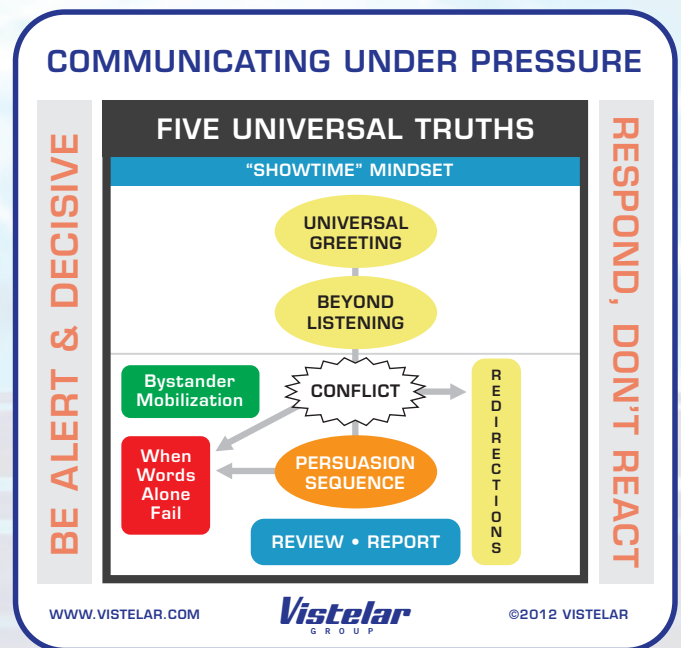 COMMUNICATING UNDER PRESSURE
BE ALERT & DECISIVE
FIVE UNIVERSAL TRUTHS
“SHOWTIME” MINDSET
UNIVERSAL
GREETING
BEYOND
LISTENING
CONFLICT
Bystander
Mobilization
When
Words
Alone
Fail
PERSUASION
SEQUENCE
REDIRECTIONS
REVIEW • REPORT
RESPOND, DON’T REACT
WWW.VISTELAR.COM
Vistelar
GROUP
©2012 VISTELAR